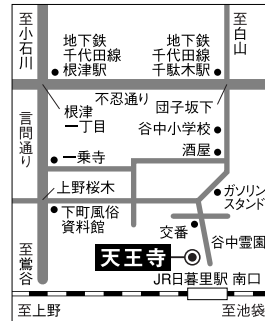 至小石川
至白山
地下鉄
千代田線
根津駅
地下鉄
千代田線
千駄木駅
不忍通り
根津
一丁目
団子坂下
谷中小学校
酒屋
言問通り
一乗寺
上野桜木
下町風俗
資料館
ガソリン
スタンド
交番
谷中霊園
天王寺
至鶯谷
JR日暮里駅 南口
至上野
至池袋